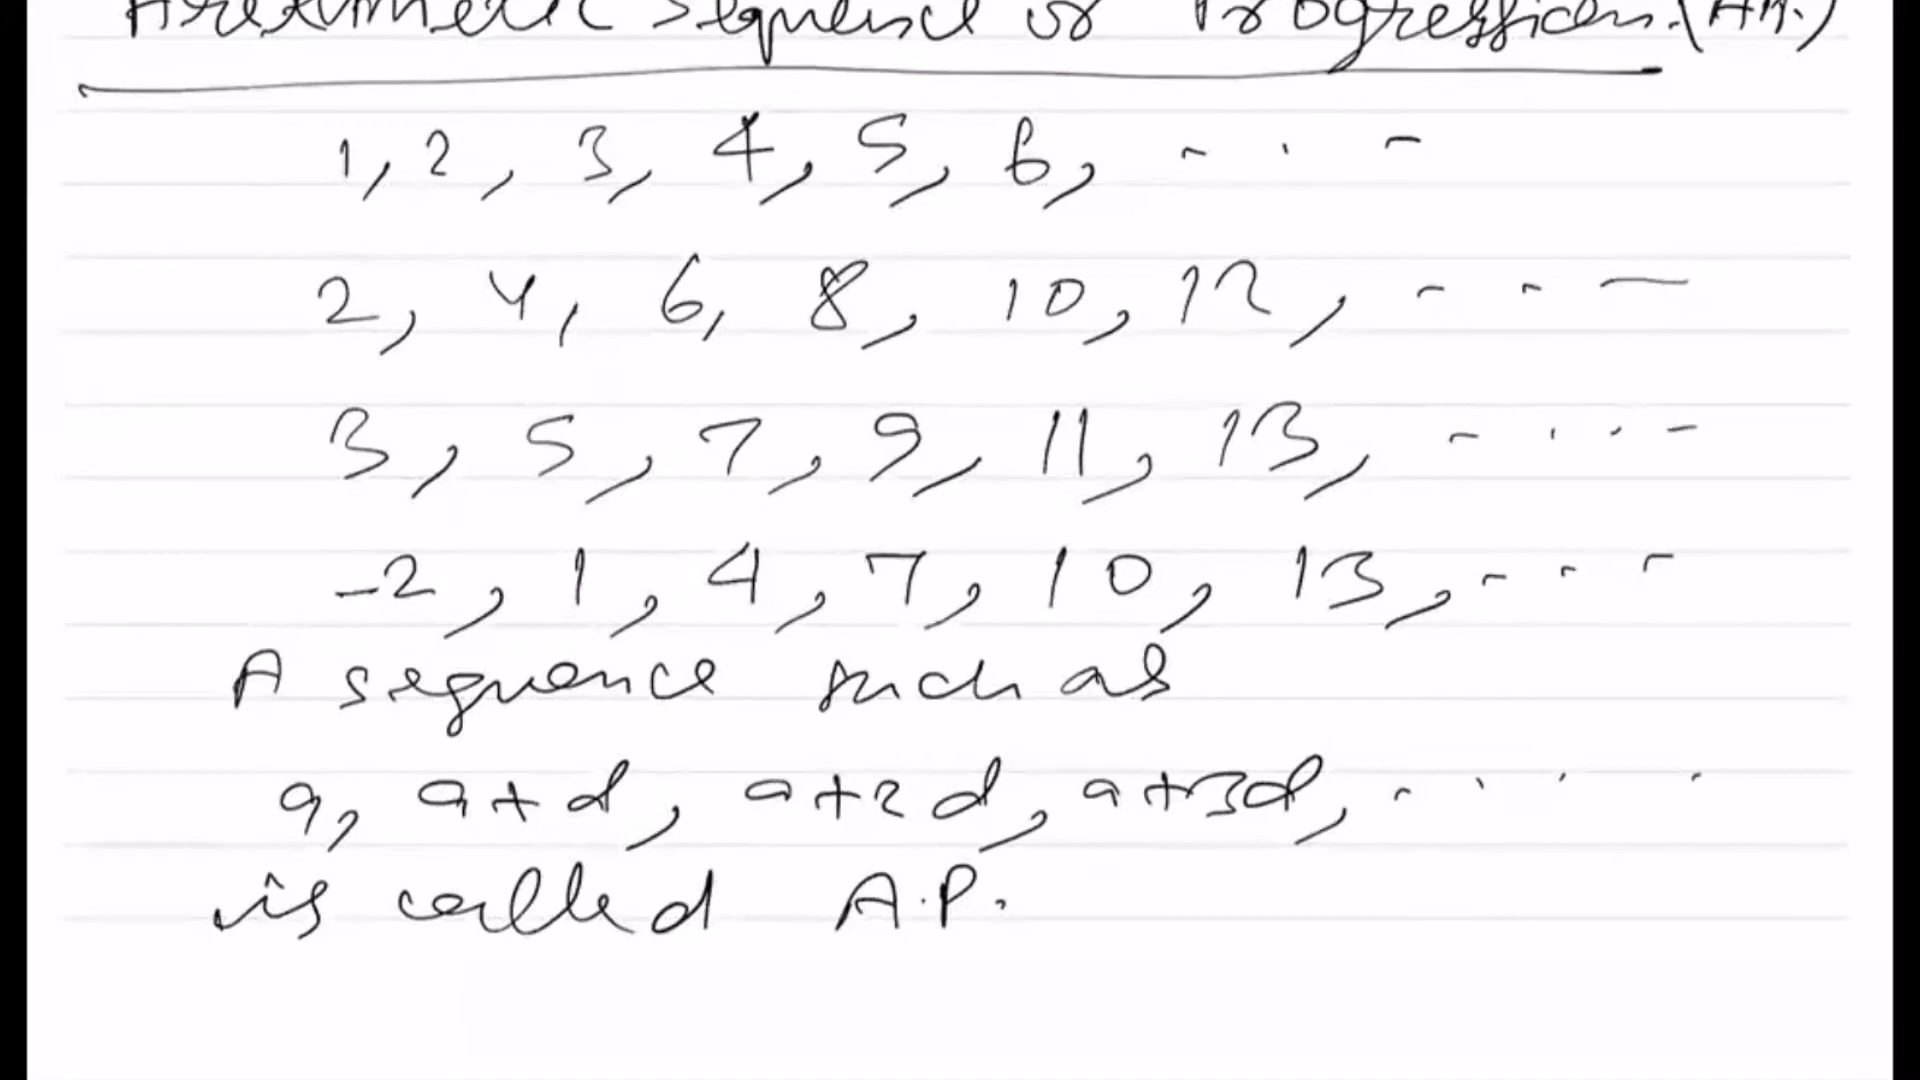 Arithmetic Sequence or Progression (A.P.)
1, 2, 3, 4, 5, 6, - . -
2, 4, 6, 8, 10, 12, - - -
3, 5, 7, 9, 11, 13, - . . -
-2, 1, 4, 7, 10, 13, - - -
A sequence such as
a, a+d, a+2d, a+3d, . . . .
is called A.P.